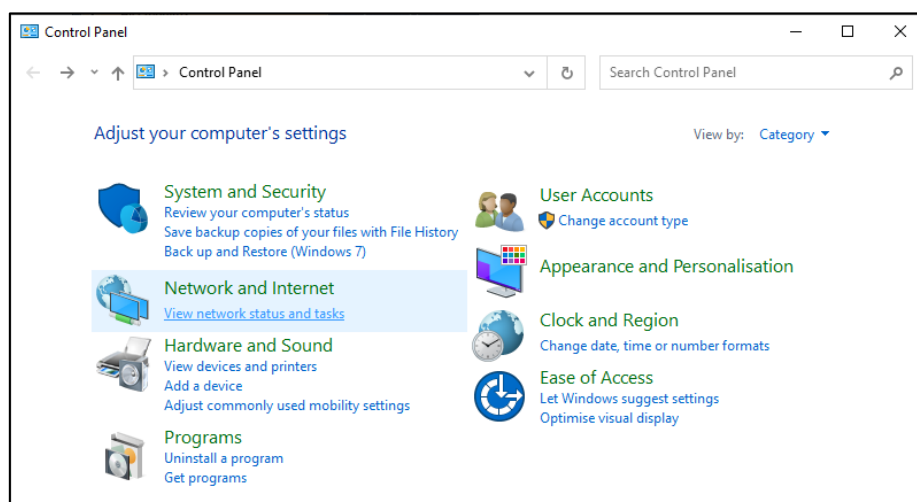 Control Panel
Control Panel
Search Control Panel
Adjust your computer's settings
View by: Category
System and Security
Review your computer's status
Save backup copies of your files with File History
Back up and Restore (Windows 7)
Network and Internet
View network status and tasks
Hardware and Sound
View devices and printers
Add a device
Adjust commonly used mobility settings
Programs
Uninstall a program
Get programs
User Accounts
Change account type
Appearance and Personalisation
Clock and Region
Change date, time or number formats
Ease of Access
Let Windows suggest settings
Optimise visual display